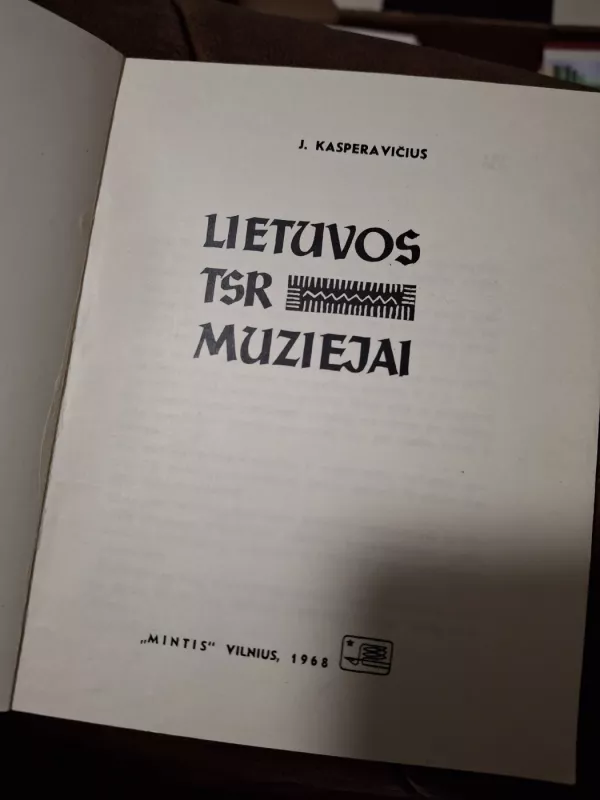 J. KASPERAVIČIUS
LIETUVOS
TSR
MUZIEJAI
„MINTIS“ VILNIUS, 1968